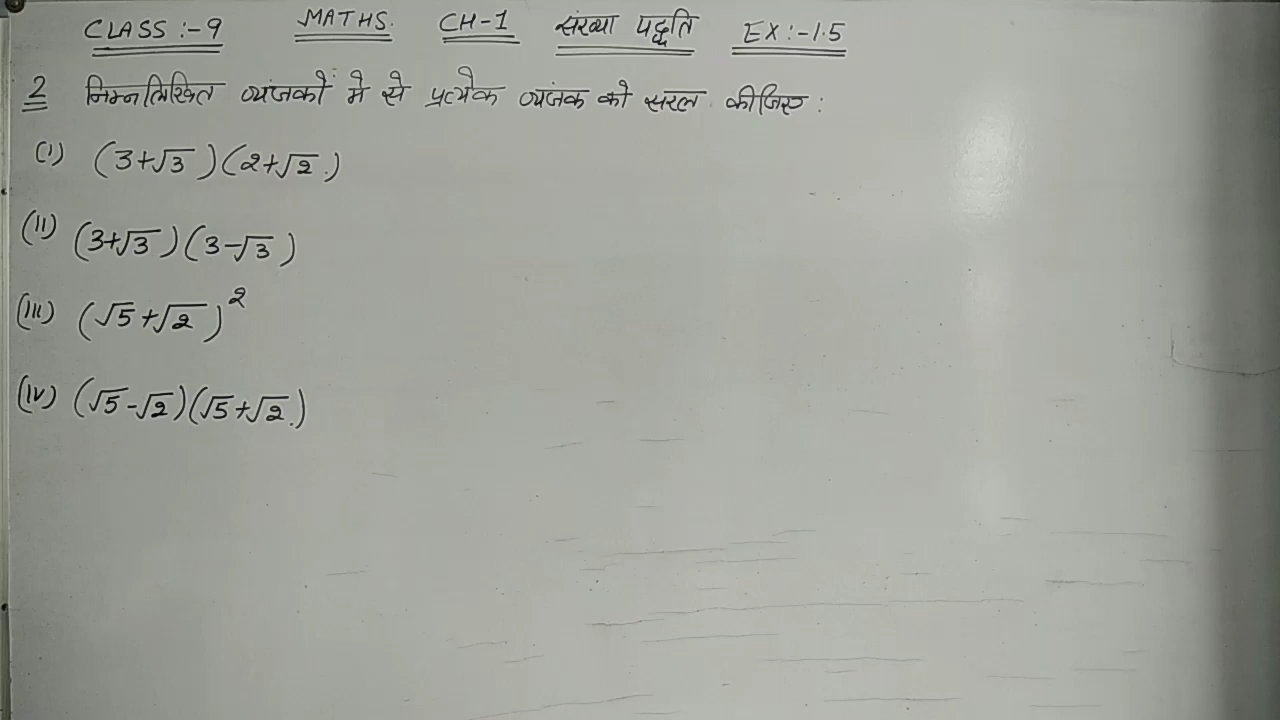 CLASS :- 9 MATHS. CH-1 संख्या पद्धति EX:-1.5
2 निम्नलिखित व्यंजकों में से प्रत्येक व्यंजक को सरल कीजिए :
(i) (3+√3)(2+√2)
(ii) (3+√3)(3-√3)
(iii) (√5+√2)²
(iv) (√5-√2)(√5+√2)